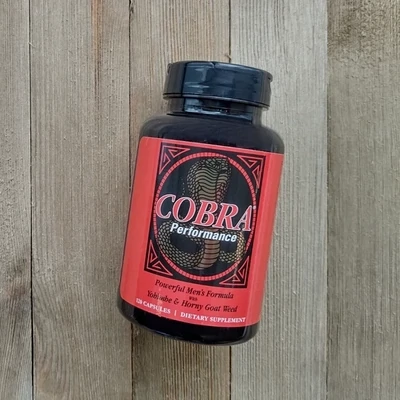 COBRA
Performance
Powerful Men's Formula
with
Yohimbe & Horny Goat Weed
120 CAPSULES | DIETARY SUPPLEMENT